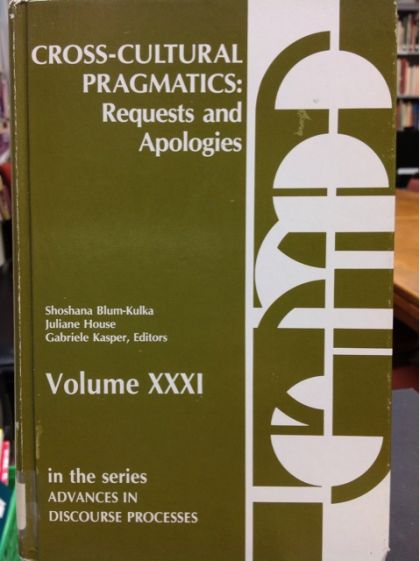 CROSS-CULTURAL
PRAGMATICS:
Requests and
Apologies
Shoshana Blum-Kulka
Juliane House
Gabriele Kasper, Editors
Volume XXXI
in the series
ADVANCES IN
DISCOURSE PROCESSES